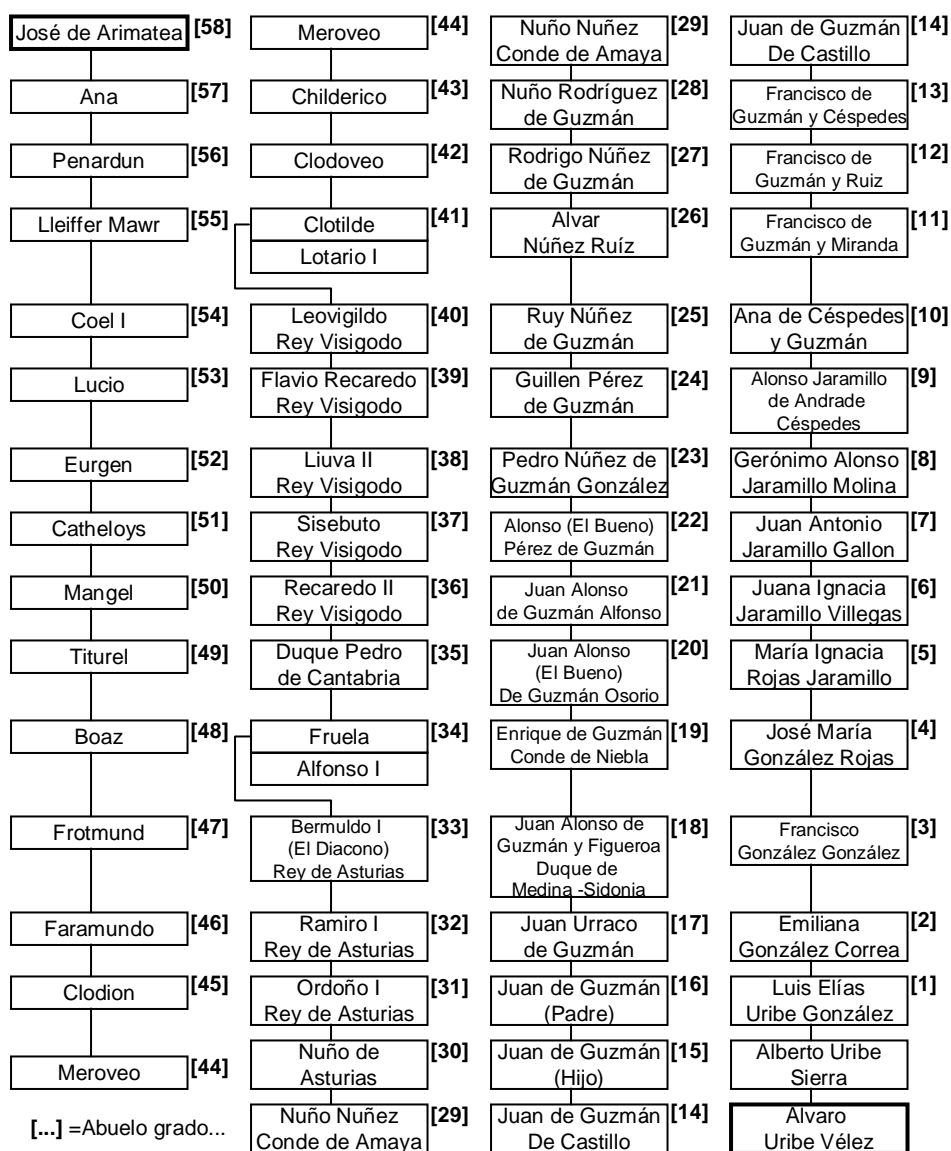 José de Arimatea [58]
Ana [57]
Penardun [56]
Lleiffer Mawr [55]
Coel I [54]
Lucio [53]
Eurgen [52]
Catheloys [51]
Mangel [50]
Titurel [49]
Boaz [48]
Frotmund [47]
Faramundo [46]
Clodion [45]
Meroveo [44]
[...] =Abuelo grado...
Meroveo [44]
Childerico [43]
Clodoveo [42]
Clotilde [41]
Lotario I
Leovigildo [40]
Rey Visigodo
Flavio Recaredo [39]
Rey Visigodo
Liuva II [38]
Rey Visigodo
Sisebuto [37]
Rey Visigodo
Recaredo II [36]
Rey Visigodo
Duque Pedro [35]
de Cantabria
Fruela [34]
Alfonso I
Bermuldo I [33]
(El Diacono)
Rey de Asturias
Ramiro I [32]
Rey de Asturias
Ordoño I [31]
Rey de Asturias
Nuño de [30]
Asturias
Nuño Nunez [29]
Conde de Amaya
Nuño Nunez [29]
Conde de Amaya
Nuño Rodríguez [28]
de Guzmán
Rodrigo Núñez [27]
de Guzmán
Alvar [26]
Núñez Ruíz
Ruy Núñez [25]
de Guzmán
Guillen Pérez [24]
de Guzmán
Pedro Núñez de [23]
Guzmán González
Alonso (El Bueno) [22]
Pérez de Guzmán
Juan Alonso [21]
de Guzmán Alfonso
Juan Alonso [20]
(El Bueno)
De Guzmán Osorio
Enrique de Guzmán [19]
Conde de Niebla
Juan Alonso de [18]
Guzmán y Figueroa
Duque de
Medina -Sidonia
Juan Urraco [17]
de Guzmán
Juan de Guzmán [16]
(Padre)
Juan de Guzmán [15]
(Hijo)
Juan de Guzmán [14]
De Castillo
Juan de Guzmán [14]
De Castillo
Francisco de [13]
Guzmán y Céspedes
Francisco de [12]
Guzmán y Ruiz
Francisco de [11]
Guzmán y Miranda
Ana de Céspedes [10]
y Guzmán
Alonso Jaramillo [9]
de Andrade
Céspedes
Gerónimo Alonso [8]
Jaramillo Molina
Juan Antonio [7]
Jaramillo Gallon
Juana Ignacia [6]
Jaramillo Villegas
María Ignacia [5]
Rojas Jaramillo
José María [4]
González Rojas
Francisco [3]
González González
Emiliana [2]
González Correa
Luis Elías [1]
Uribe González
Alberto Uribe
Sierra
Alvaro
Uribe Vélez